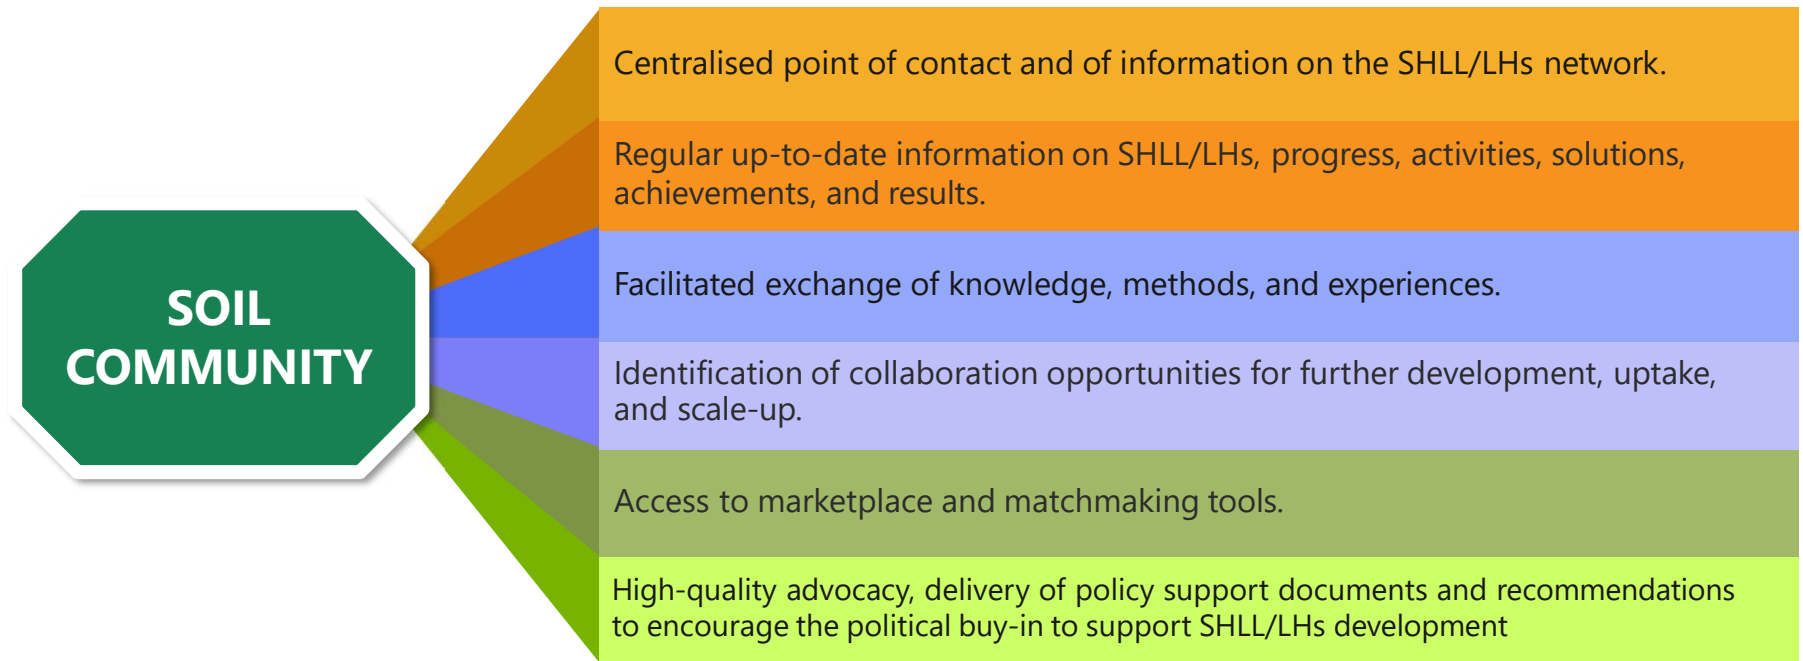 SOIL
COMMUNITY
Centralised point of contact and of information on the SHLL/LHs network.
Regular up-to-date information on SHLL/LHs, progress, activities, solutions,
achievements, and results.
Facilitated exchange of knowledge, methods, and experiences.
Identification of collaboration opportunities for further development, uptake,
and scale-up.
Access to marketplace and matchmaking tools.
High-quality advocacy, delivery of policy support documents and recommendations
to encourage the political buy-in to support SHLL/LHs development